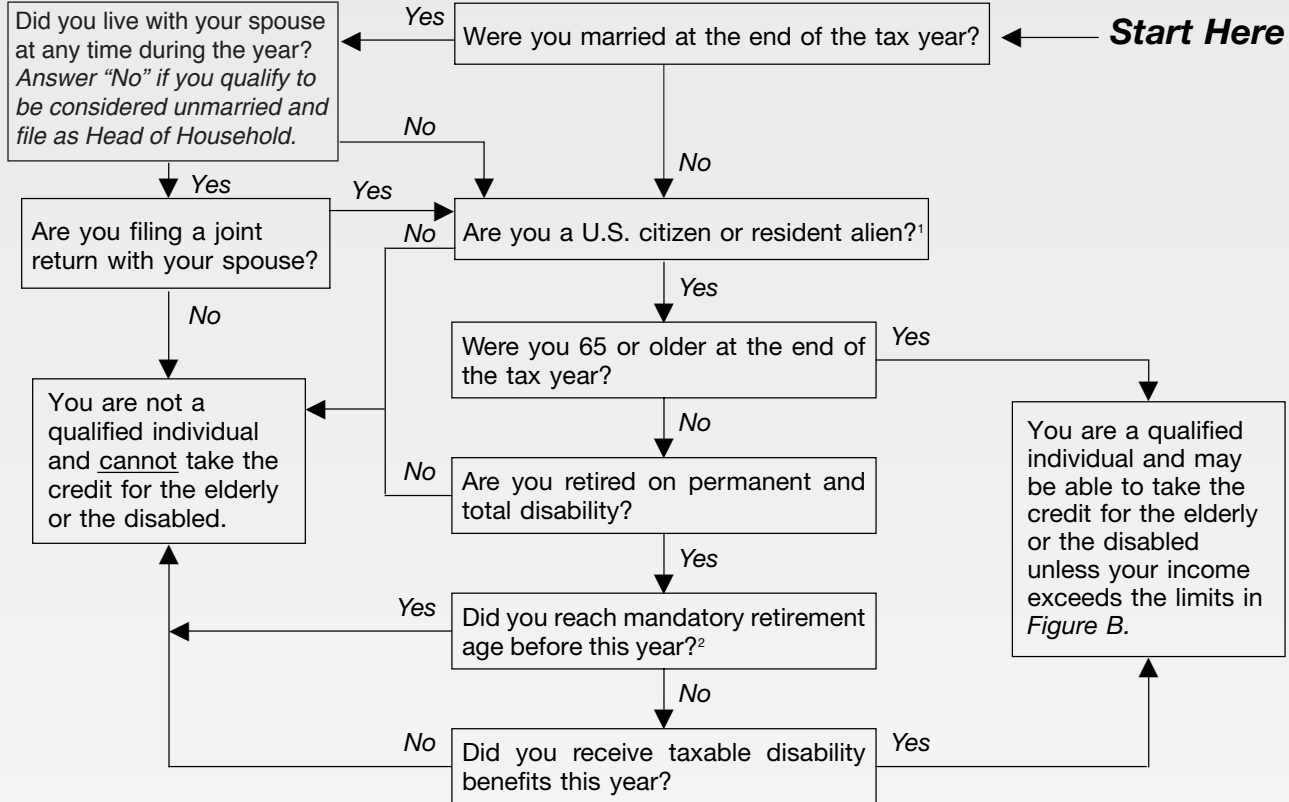 Start Here
Were you married at the end of the tax year?
Yes
No
Did you live with your spouse
at any time during the year?
Answer “No” if you qualify to
be considered unmarried and
file as Head of Household.
No
Yes
Are you filing a joint
return with your spouse?
Yes
No
Are you a U.S. citizen or resident alien?¹
No
Yes
Were you 65 or older at the end of
the tax year?
Yes
No
You are not a
qualified individual
and cannot take the
credit for the elderly
or the disabled.
Are you retired on permanent and
total disability?
No
Yes
You are a qualified
individual and may
be able to take the
credit for the elderly
or the disabled
unless your income
exceeds the limits in
Figure B.
Did you reach mandatory retirement
age before this year?²
Yes
No
Did you receive taxable disability
benefits this year?
No
Yes